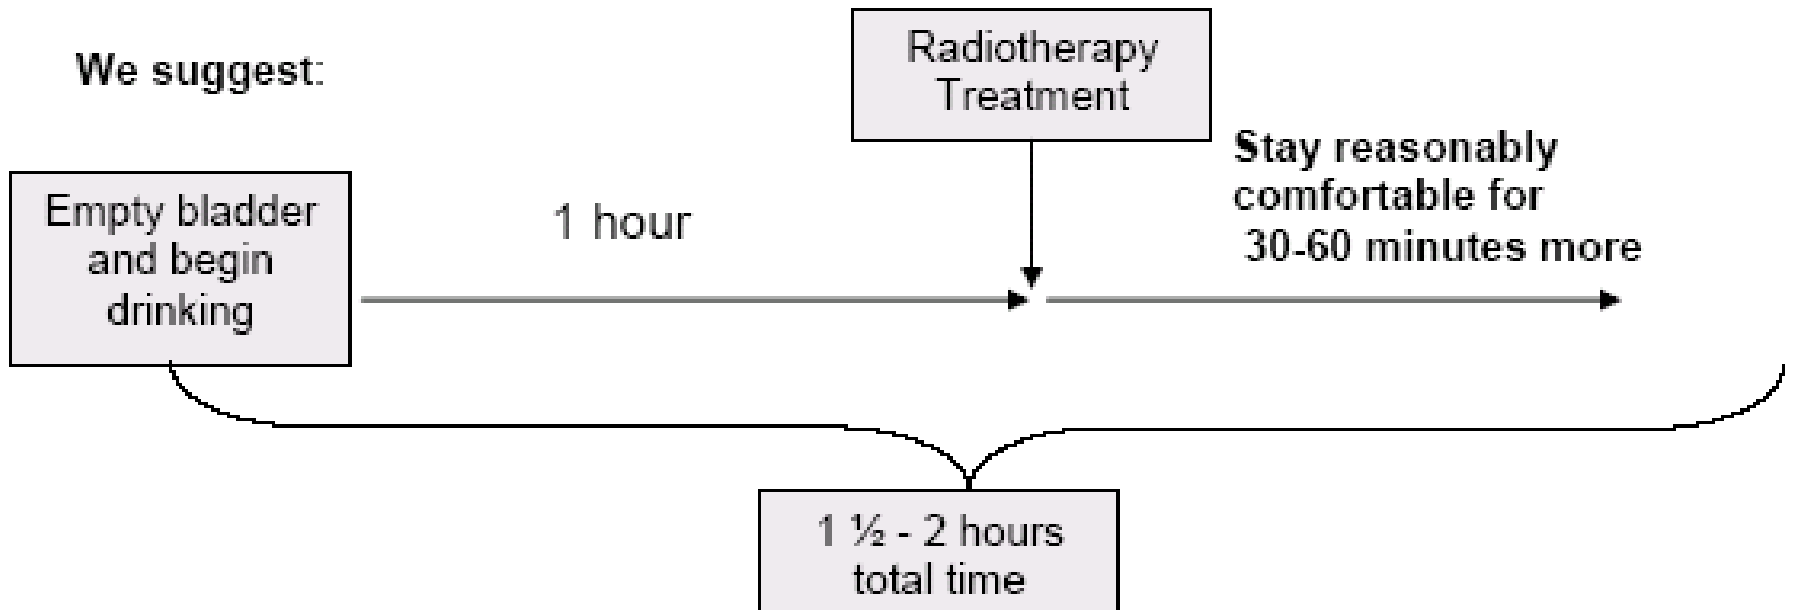 We suggest:
Radiotherapy
Treatment
Empty bladder
and begin
drinking
1 hour
Stay reasonably
comfortable for
30-60 minutes more
1 ½ - 2 hours
total time